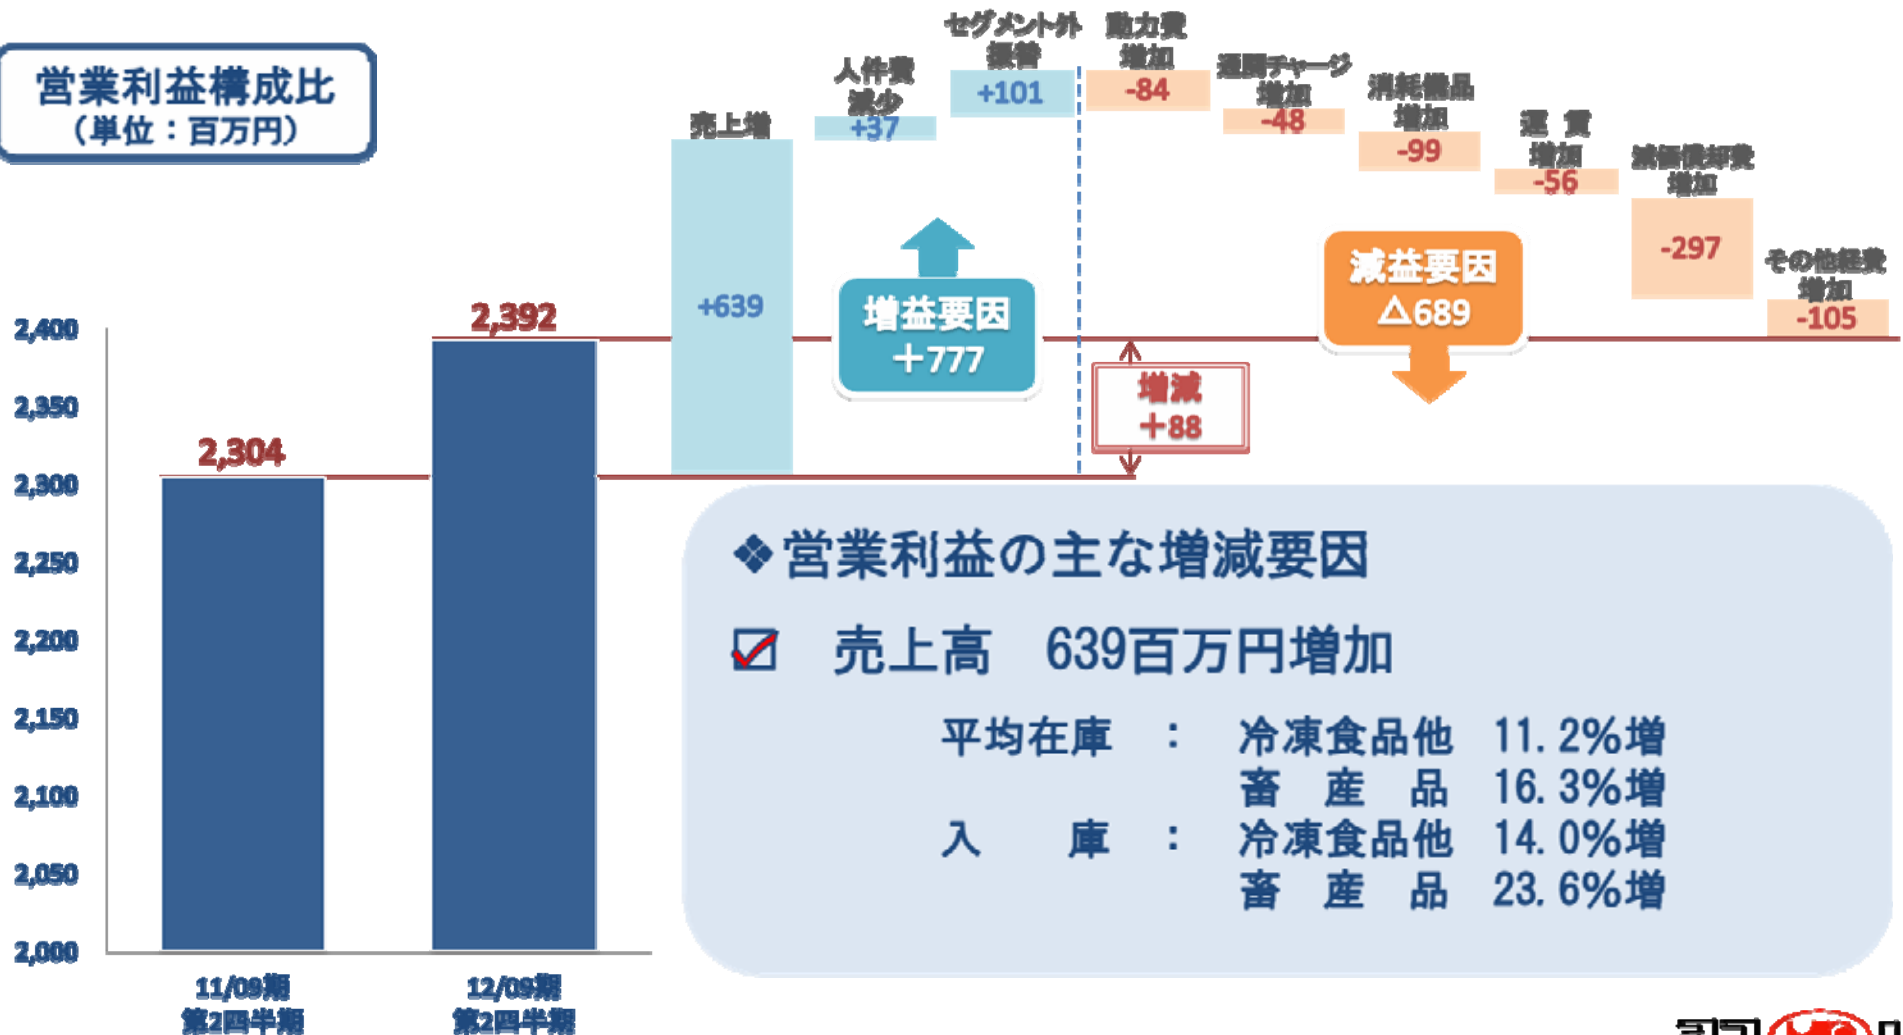 営業利益構成比
（単位：百万円）
売上増
+639
人件費
減少
+37
セグメント外
振替
+101
動力費
増加
-84
通関チャージ
増加
-48
消耗備品
増加
-99
運 賃
増加
-56
減価償却費
増加
-297
その他経費
増加
-105
増益要因
＋777
減益要因
△689
増減
＋88
2,400
2,350
2,300
2,250
2,200
2,150
2,100
2,050
2,000
2,304
2,392
11/09期
第2四半期
12/09期
第2四半期
❖営業利益の主な増減要因
☑ 売上高 639百万円増加
平均在庫 ： 冷凍食品他 11.2%増
畜 産 品 16.3%増
入 庫 ： 冷凍食品他 14.0%増
畜 産 品 23.6%増